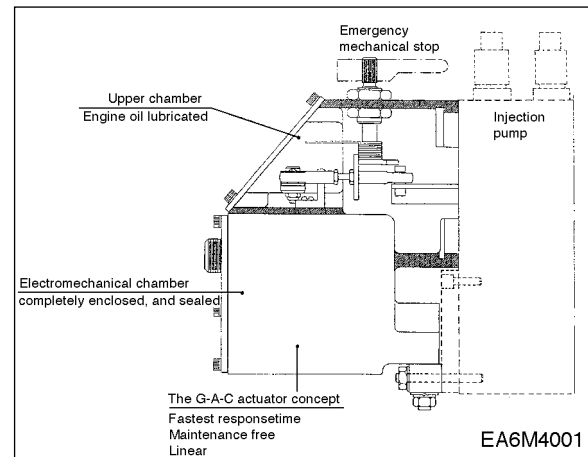 Emergency
mechanical stop
Upper chamber
Engine oil lubricated
Injection
pump
Electromechanical chamber
completely enclosed, and sealed
The G-A-C actuator concept
Fastest responsetime
Maintenance free
Linear
EA6M4001